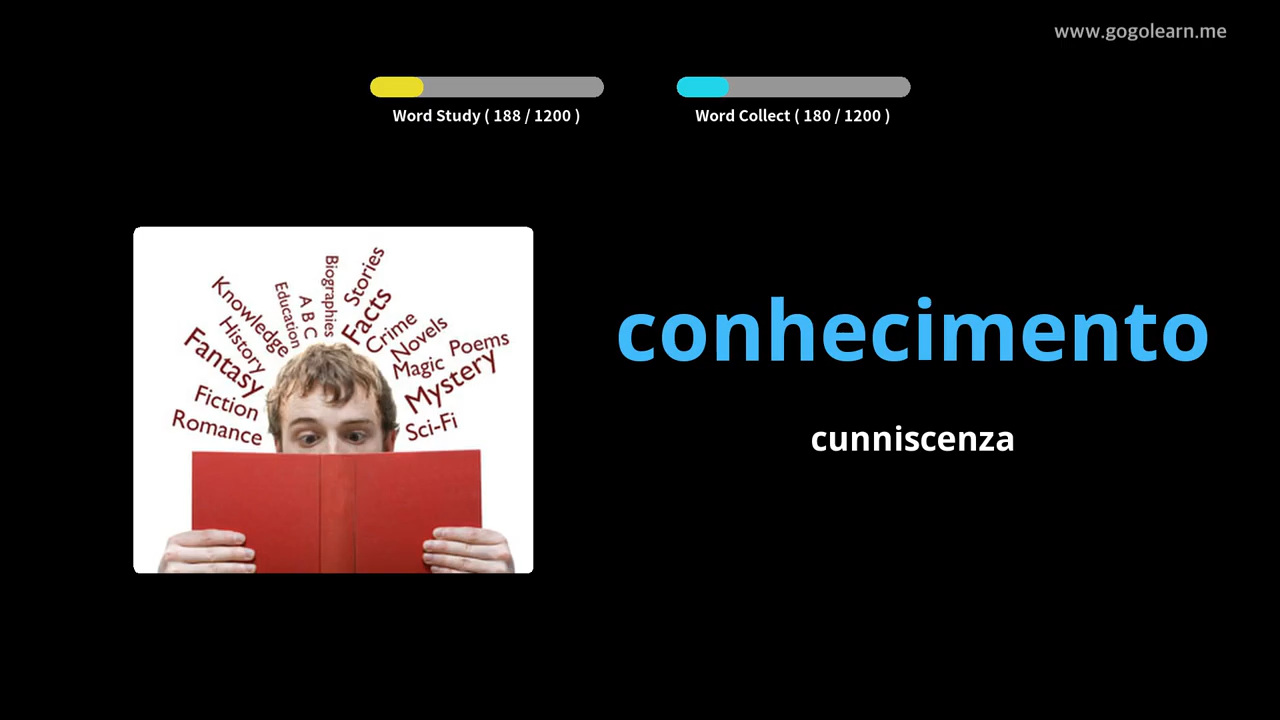 www.gogolearn.me
Word Study ( 188 / 1200 )
Word Collect ( 180 / 1200 )
Knowledge
Education
A B C
Biographies
Stories
Facts
History
Crime
Novels
Fantasy
Magic
Poems
Mystery
Fiction
Romance
Sci-Fi
conhecimento
cunniscenza